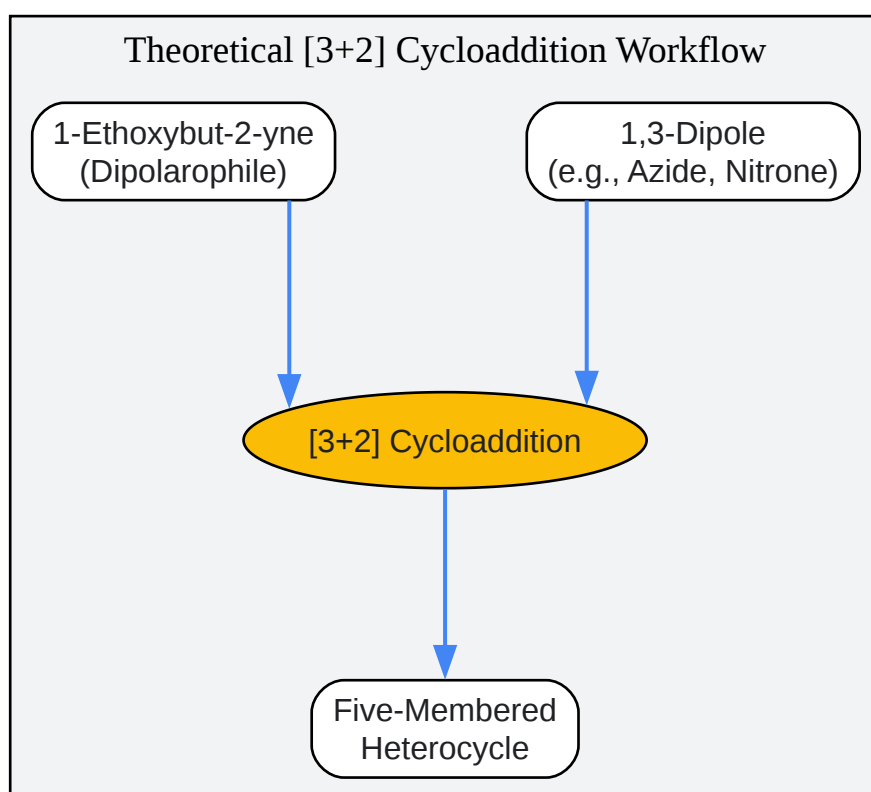 Theoretical [3+2] Cycloaddition Workflow
1-Ethoxybut-2-yne
(Dipolarophile)
1,3-Dipole
(e.g., Azide, Nitrone)
[3+2] Cycloaddition
Five-Membered
Heterocycle